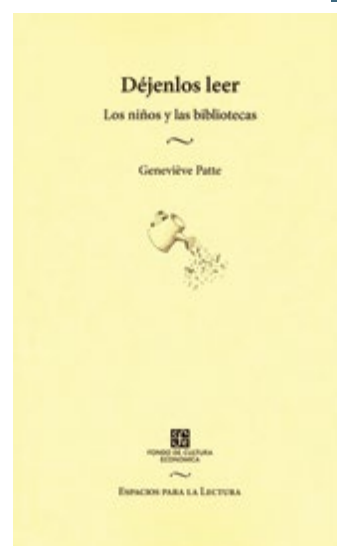 Déjenlos leer
Los niños y las bibliotecas
Geneviève Patte
FONDO DE CULTURA
ECONÓMICA
ESPACIOS PARA LA LECTURA